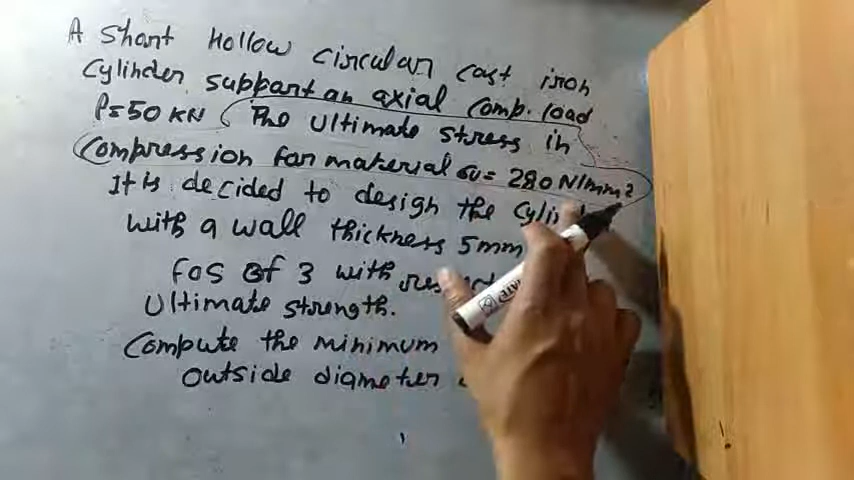 A Short Hollow circular cast iron
Cylinder support an axial comp. load
P=50 KN The Ultimate stress in
Compression for material σu= 280 N/mm2
It is decided to design the Cylin
with a wall thickness 5mm
FOS of 3 with
Ultimate strength.
Compute the minimum
outside diameter